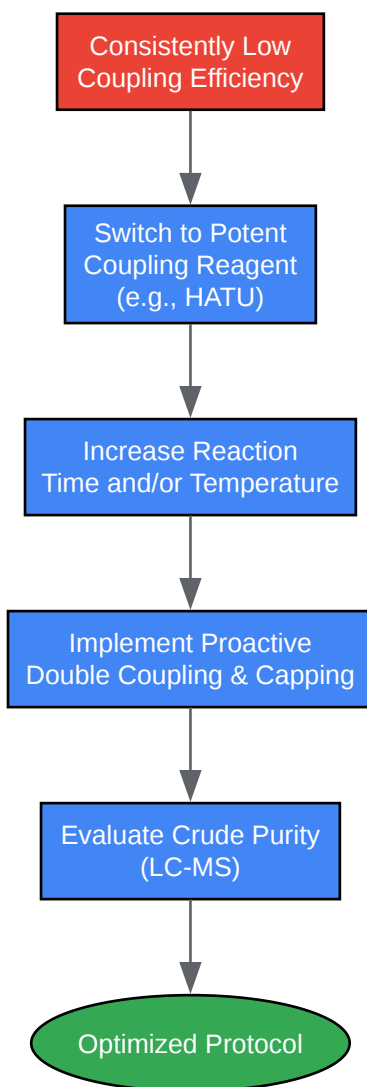 Consistently Low
Coupling Efficiency
Switch to Potent
Coupling Reagent
(e.g., HATU)
Increase Reaction
Time and/or Temperature
Implement Proactive
Double Coupling & Capping
Evaluate Crude Purity
(LC-MS)
Optimized Protocol